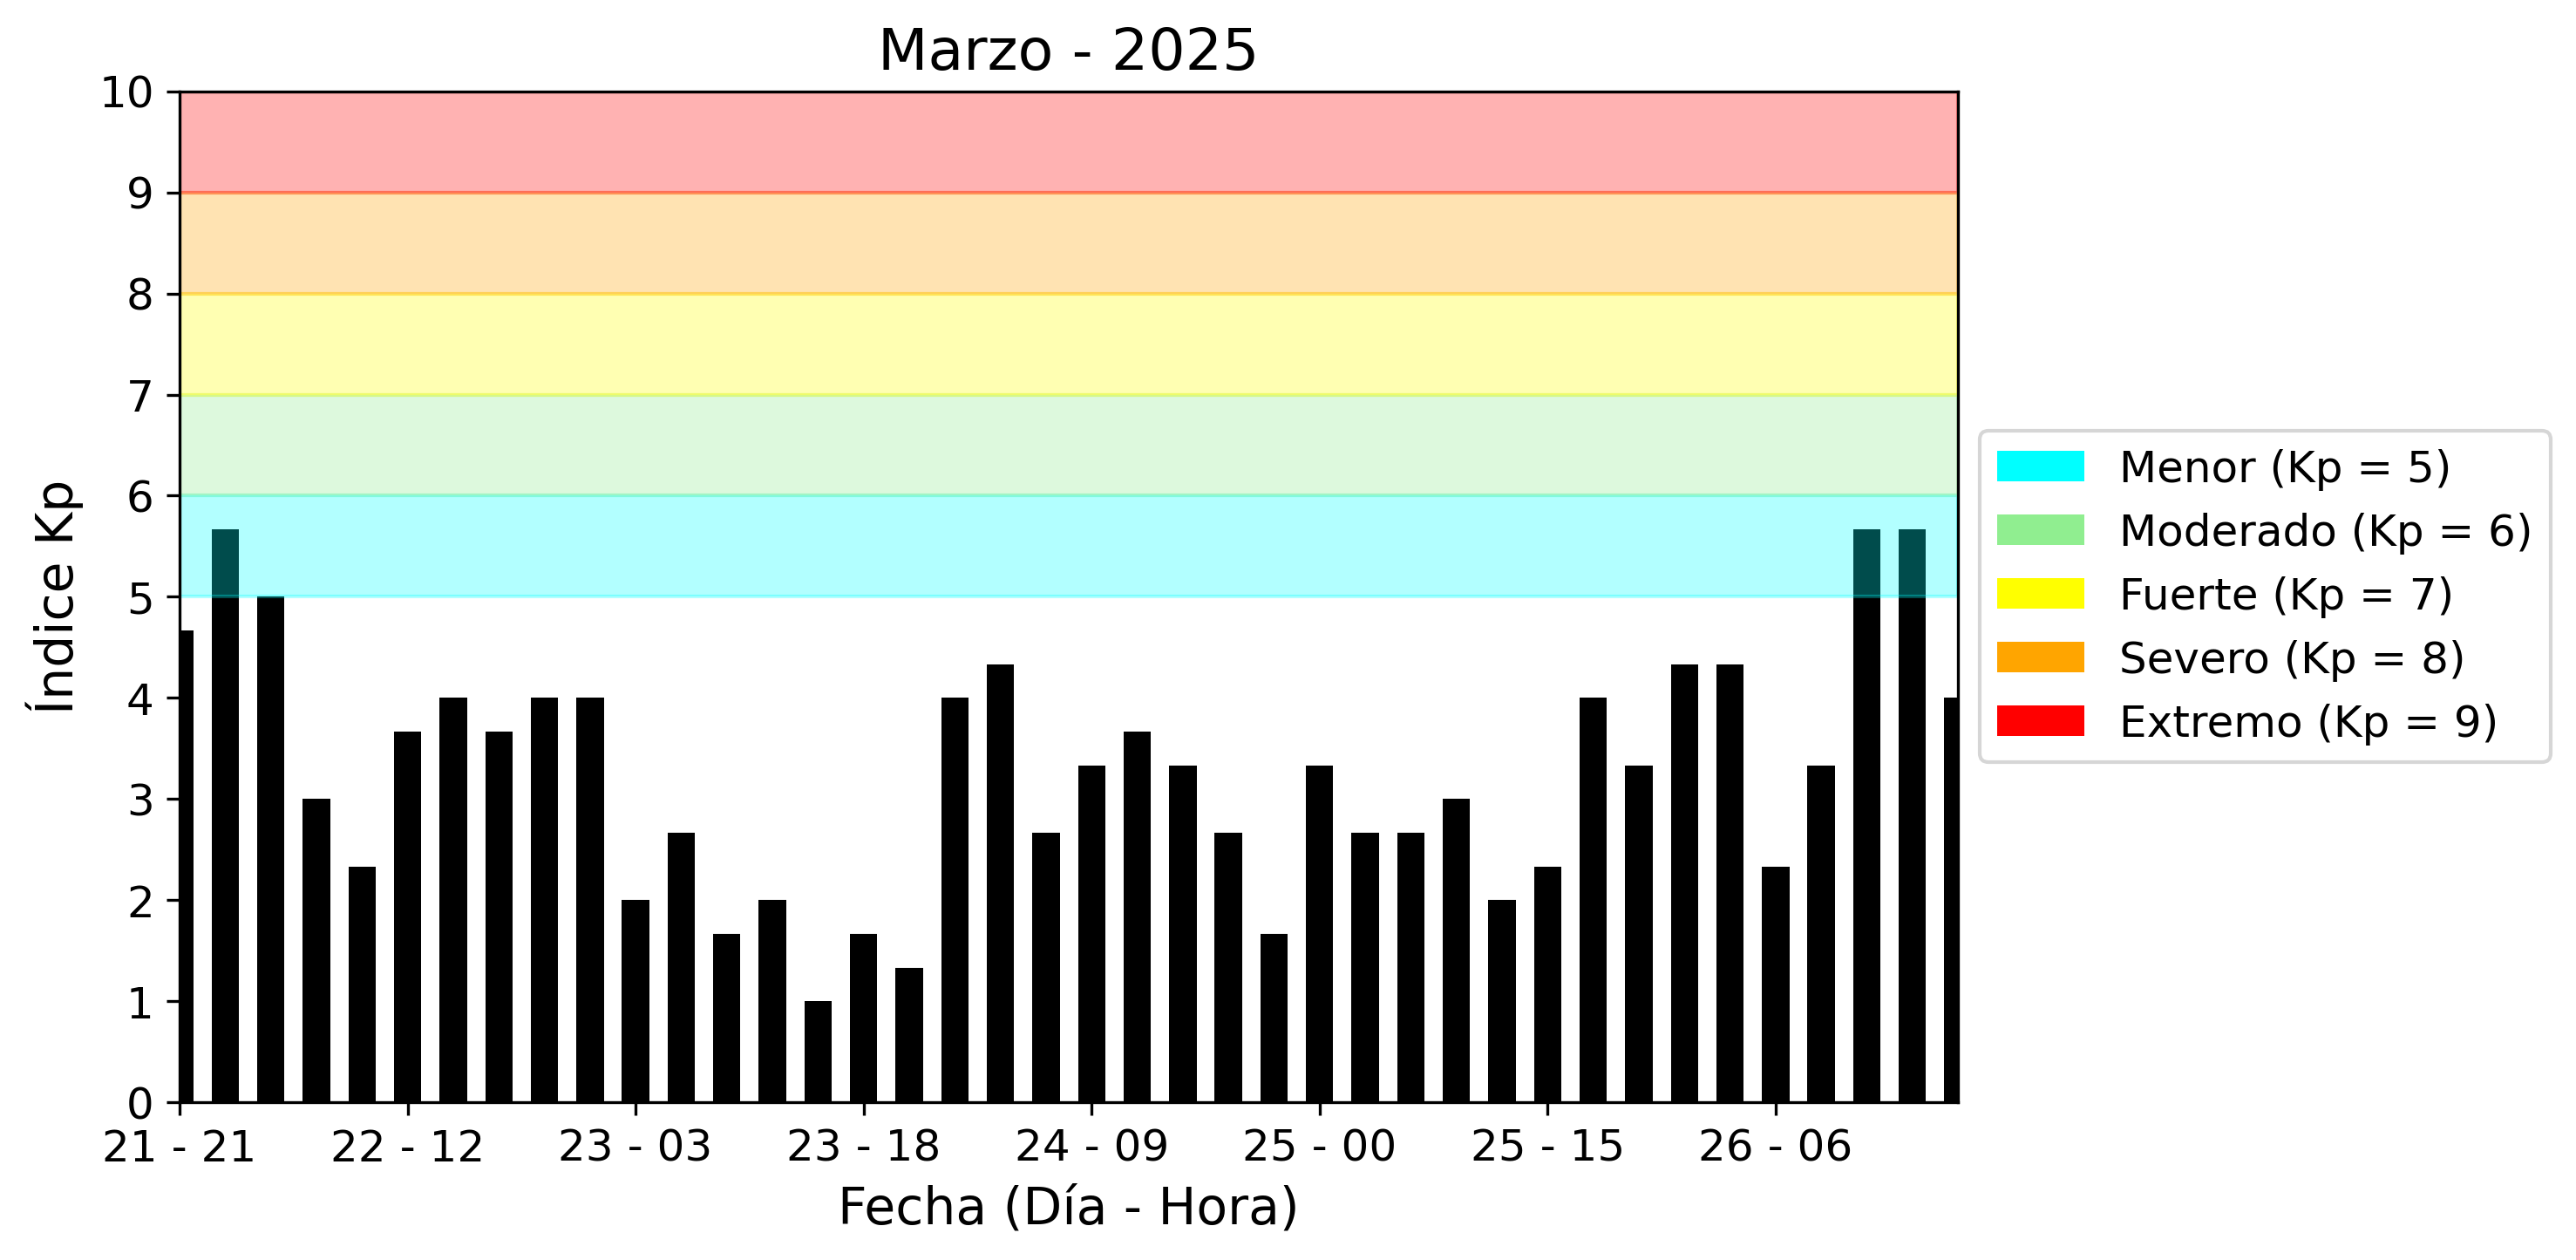 Marzo - 2025
10
9
8
7
6
5
4
3
2
1
0
Índice Kp
21 - 21
22 - 12
23 - 03
23 - 18
24 - 09
25 - 00
25 - 15
26 - 06
Fecha (Día - Hora)
Menor (Kp = 5)
Moderado (Kp = 6)
Fuerte (Kp = 7)
Severo (Kp = 8)
Extremo (Kp = 9)